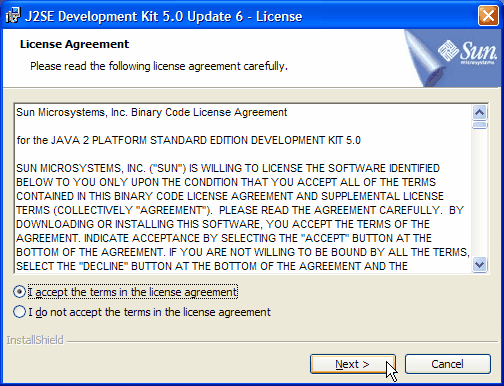 J2SE Development Kit 5.0 Update 6 - License
License Agreement
Please read the following license agreement carefully.
Sun
microsystems
Sun Microsystems, Inc. Binary Code License Agreement
for the JAVA 2 PLATFORM STANDARD EDITION DEVELOPMENT KIT 5.0
SUN MICROSYSTEMS, INC. ("SUN") IS WILLING TO LICENSE THE SOFTWARE IDENTIFIED
BELOW TO YOU ONLY UPON THE CONDITION THAT YOU ACCEPT ALL OF THE TERMS
CONTAINED IN THIS BINARY CODE LICENSE AGREEMENT AND SUPPLEMENTAL LICENSE
TERMS (COLLECTIVELY "AGREEMENT"). PLEASE READ THE AGREEMENT CAREFULLY. BY
DOWNLOADING OR INSTALLING THIS SOFTWARE, YOU ACCEPT THE TERMS OF THE
AGREEMENT. INDICATE ACCEPTANCE BY SELECTING THE "ACCEPT" BUTTON AT THE
BOTTOM OF THE AGREEMENT. IF YOU ARE NOT WILLING TO BE BOUND BY ALL THE TERMS,
SELECT THE "DECLINE" BUTTON AT THE BOTTOM OF THE AGREEMENT AND THE
I accept the terms in the license agreement
I do not accept the terms in the license agreement
InstallShield
Next >
Cancel